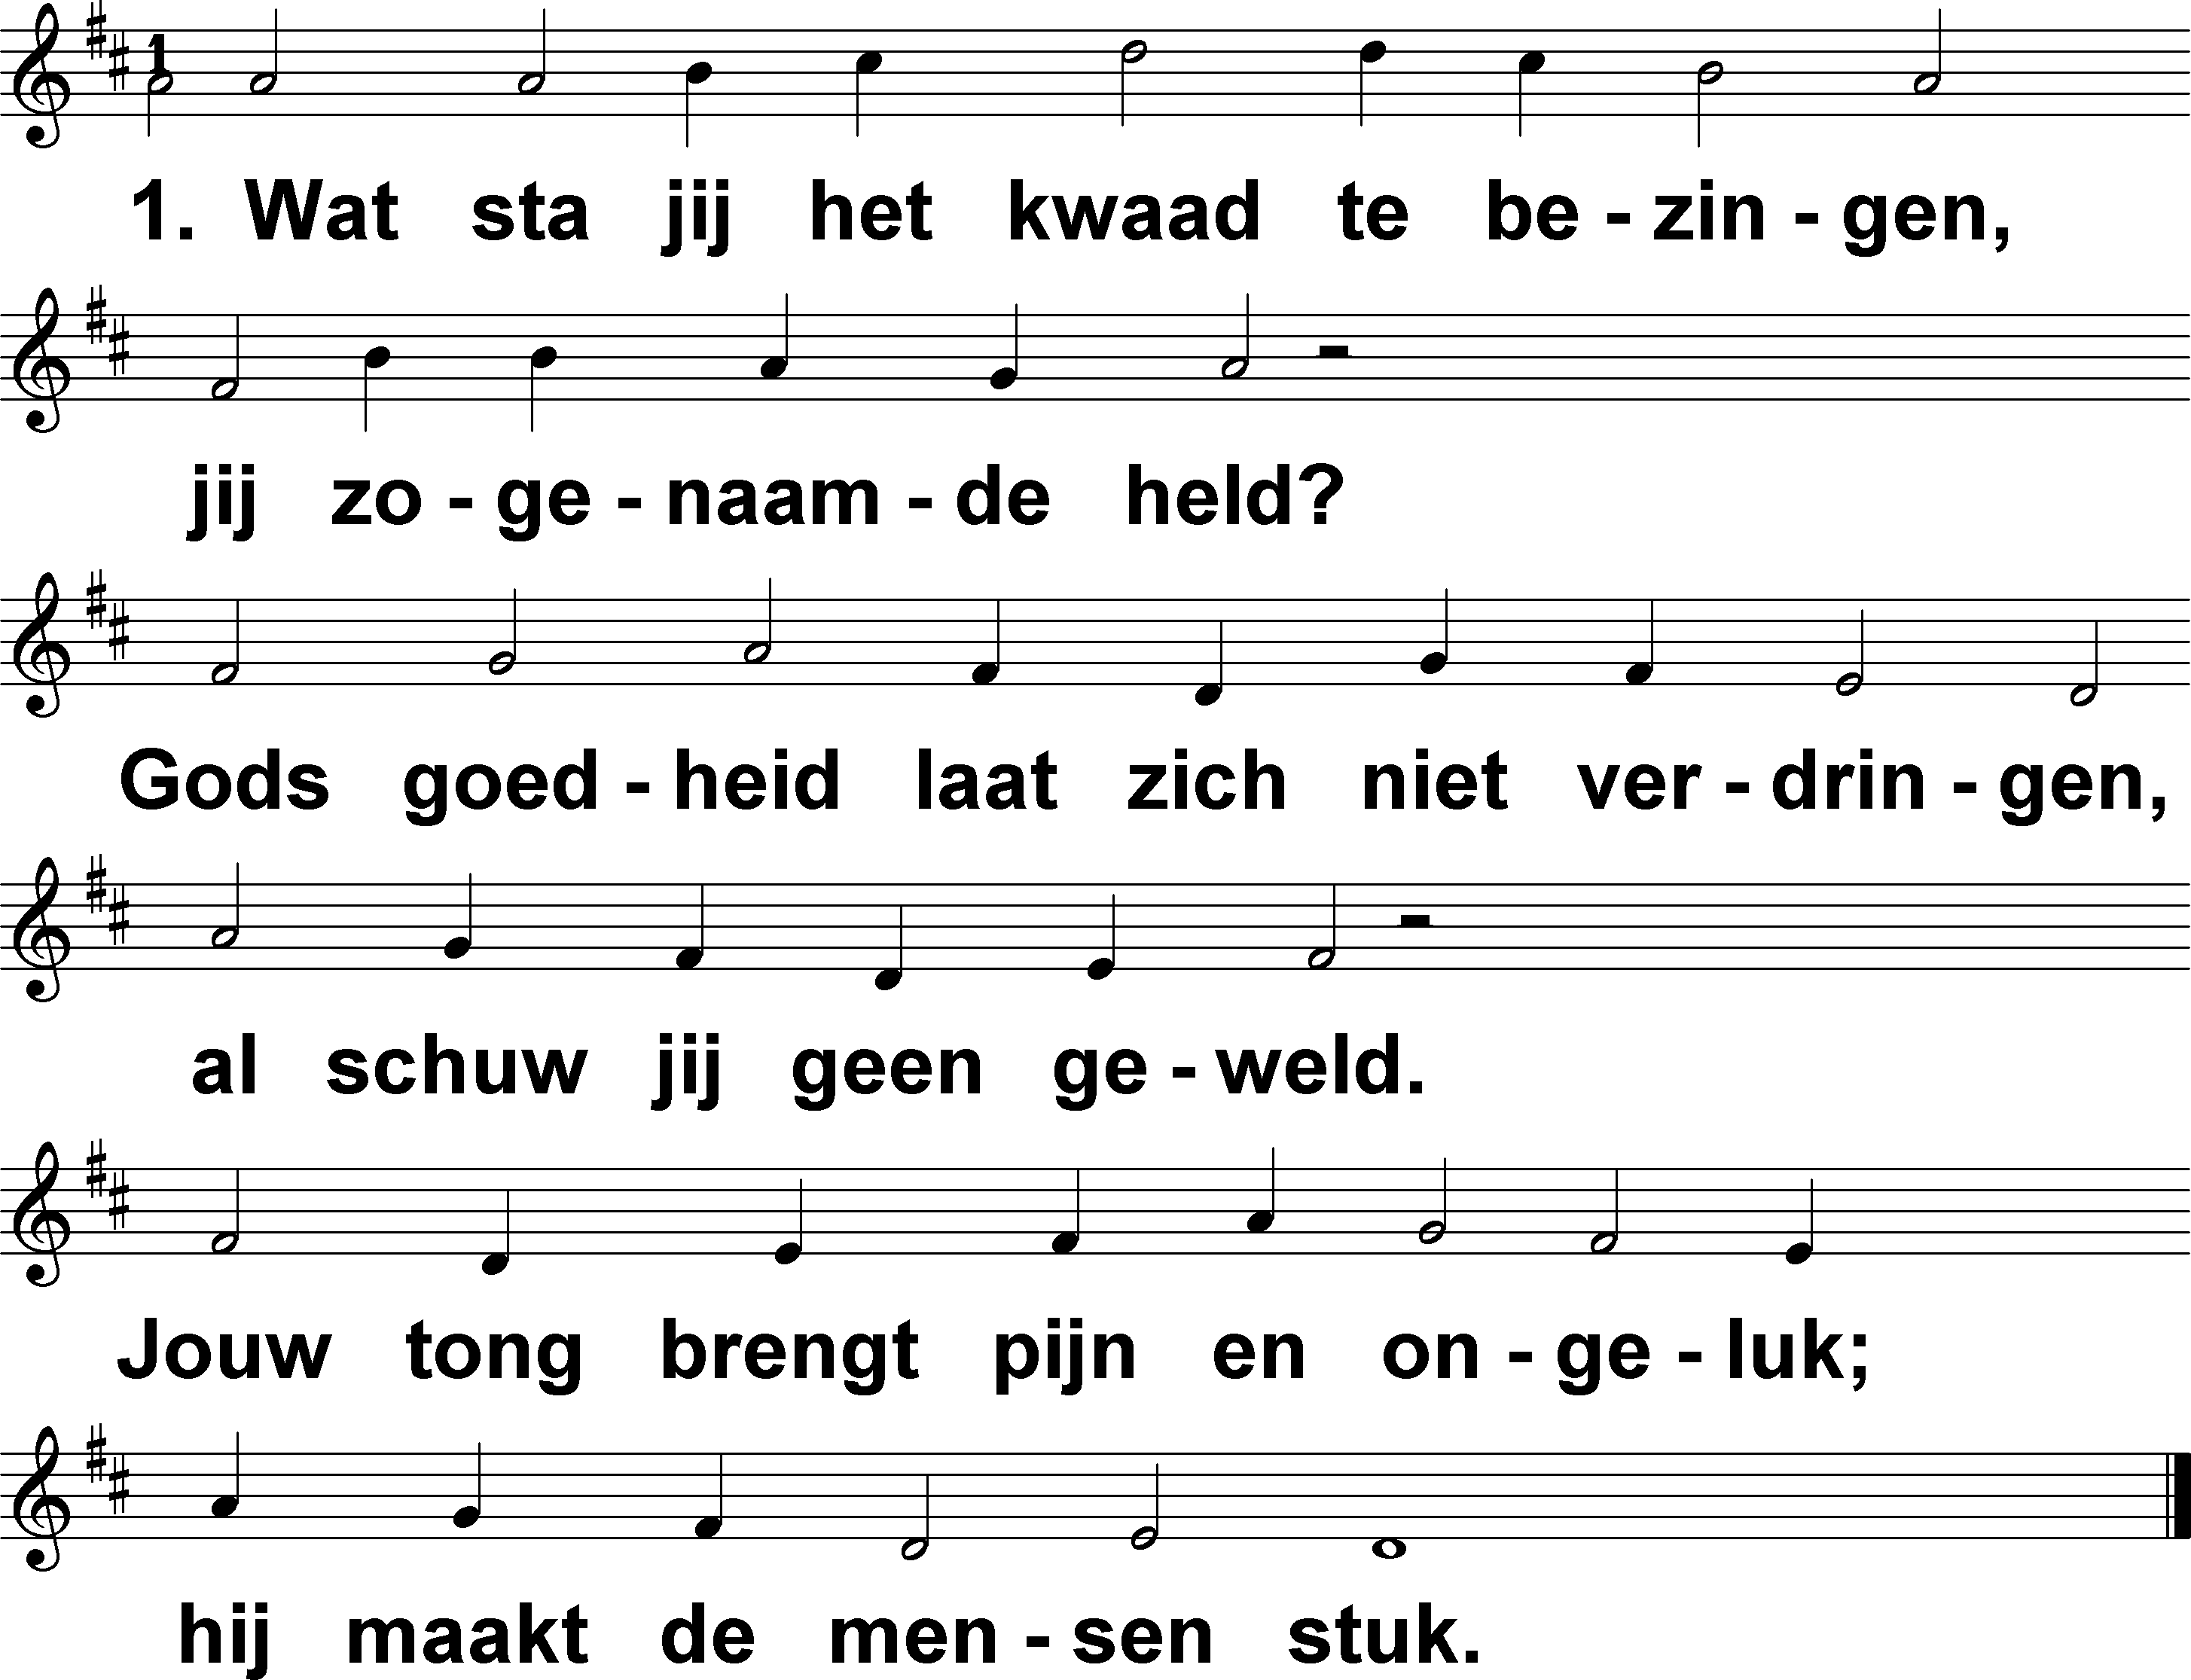 1
1. Wat sta jij het kwaad te be - zin - gen,
jij zo - ge - naam - de held?
Gods goed - heid laat zich niet ver - drin - gen,
al schuw jij geen ge - weld.
Jouw tong brengt pijn en on - ge - luk;
hij maakt de men - sen stuk.